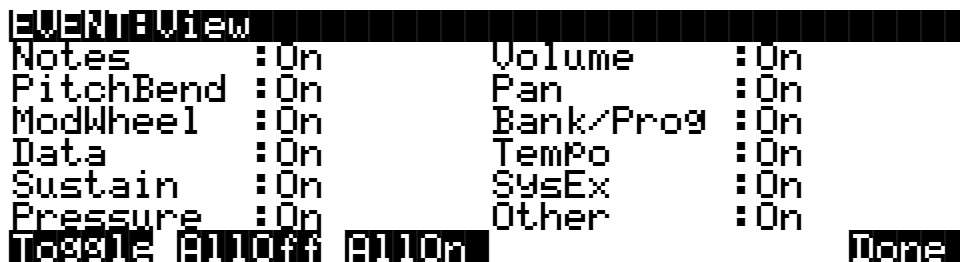 EVENT:View
Notes :On Volume :On
PitchBend :On Pan :On
ModWheel :On Bank/Prog :On
Data :On Tempo :On
Sustain :On SysEx :On
Pressure :On Other :On
Toggle AllOff AllOn Done